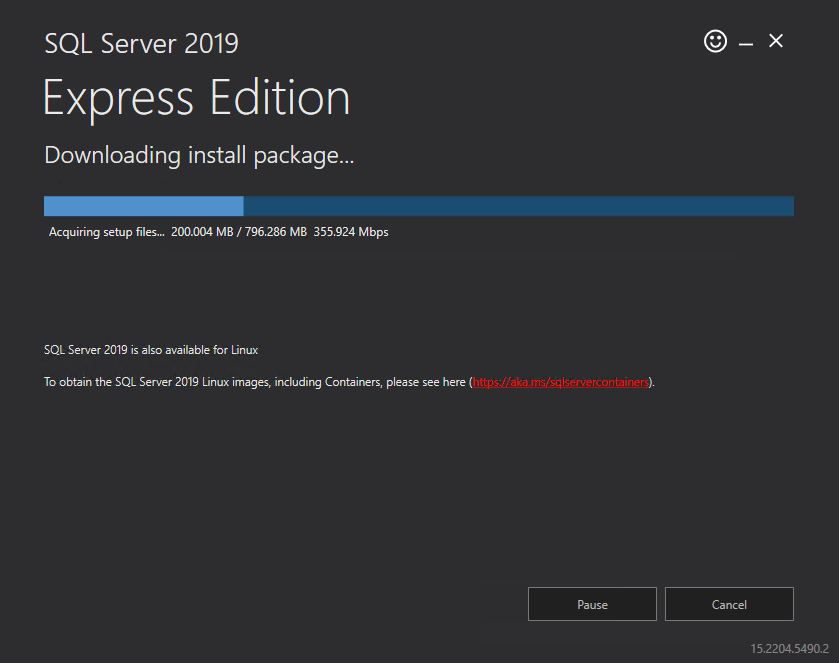 SQL Server 2019
Express Edition
Downloading install package...
Acquiring setup files... 200.004 MB / 796.286 MB 355.924 Mbps
SQL Server 2019 is also available for Linux
To obtain the SQL Server 2019 Linux images, including Containers, please see here (https://aka.ms/sqlservercontainers).
Pause Cancel
15.2204.5490.2